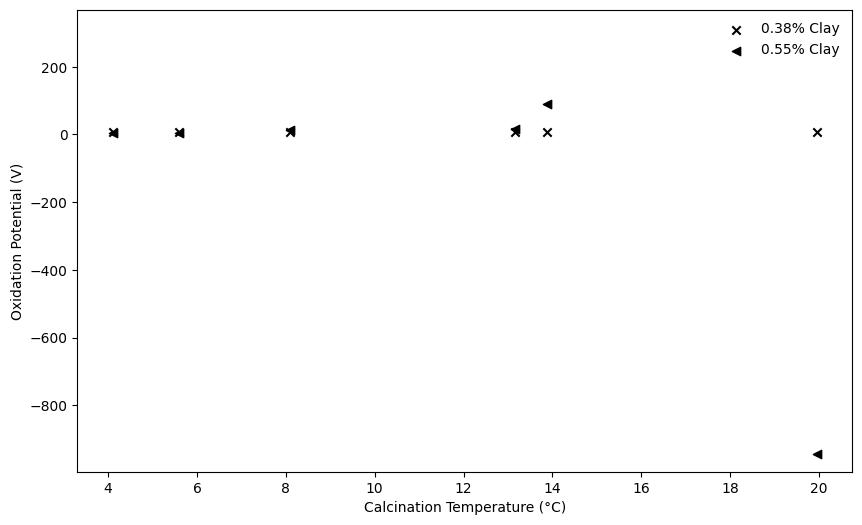 0.38% Clay
0.55% Clay
200
0
−200
−400
−600
−800
Oxidation Potential (V)
4 6 8 10 12 14 16 18 20
Calcination Temperature (°C)